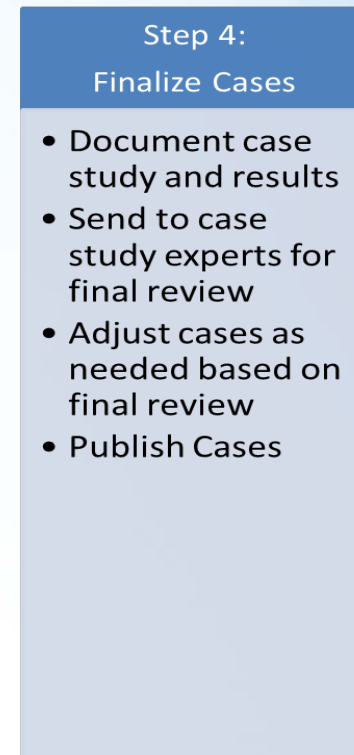 Step 4:
Finalize Cases
• Document case
study and results
• Send to case
study experts for
final review
• Adjust cases as
needed based on
final review
• Publish Cases